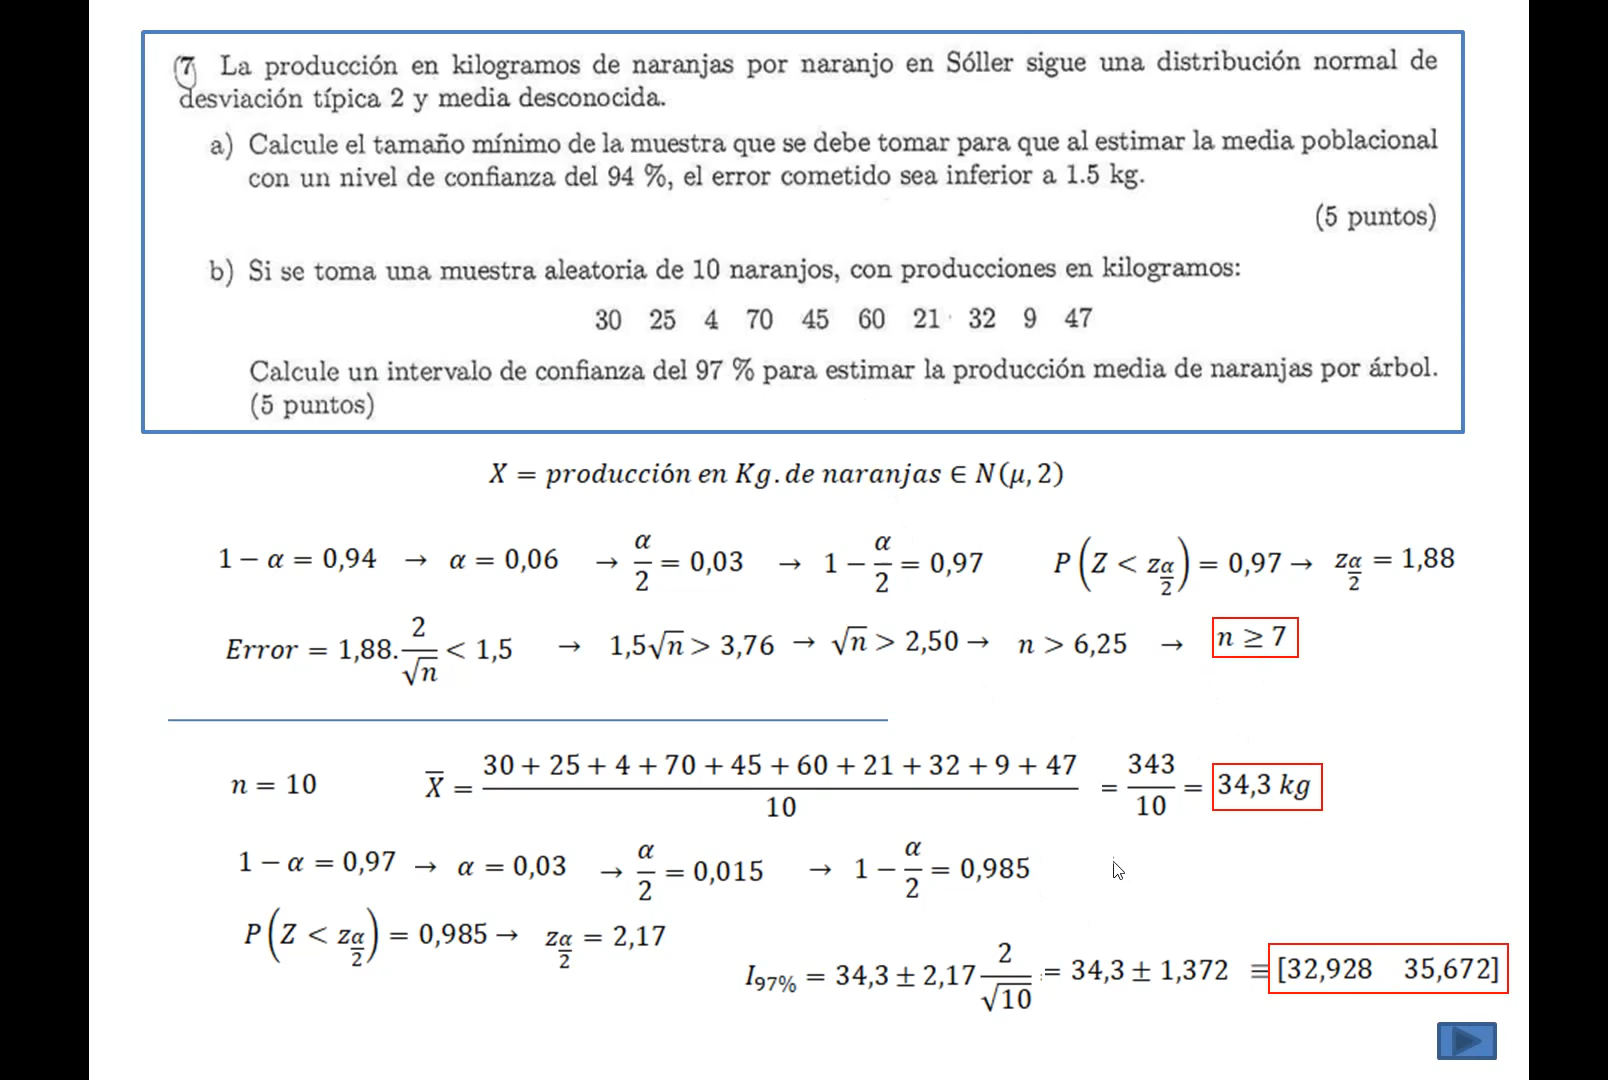 7 La producción en kilogramos de naranjas por naranjo en Sóller sigue una distribución normal de
desviación típica 2 y media desconocida.
a) Calcule el tamaño mínimo de la muestra que se debe tomar para que al estimar la media poblacional
con un nivel de confianza del 94 %, el error cometido sea inferior a 1.5 kg.
(5 puntos)
b) Si se toma una muestra aleatoria de 10 naranjos, con producciones en kilogramos:
30 25 4 70 45 60 21 32 9 47
Calcule un intervalo de confianza del 97 % para estimar la producción media de naranjas por árbol.
(5 puntos)
X = producción en Kg. de naranjas ∈ N(μ, 2)
1 − α = 0,94 → α = 0,06 → α/2 = 0,03 → 1 − α/2 = 0,97 P(Z < z_{α/2}) = 0,97 → z_{α/2} = 1,88
Error = 1,88. 2/√n < 1,5 → 1,5√n > 3,76 → √n > 2,50 → n > 6,25 → n ≥ 7
n = 10 X̅ = (30 + 25 + 4 + 70 + 45 + 60 + 21 + 32 + 9 + 47)/10 = 343/10 = 34,3 kg
1 − α = 0,97 → α = 0,03 → α/2 = 0,015 → 1 − α/2 = 0,985
P(Z < z_{α/2}) = 0,985 → z_{α/2} = 2,17
I_{97%} = 34,3 ± 2,17 2/√10 = 34,3 ± 1,372 ≡ [32,928 35,672]